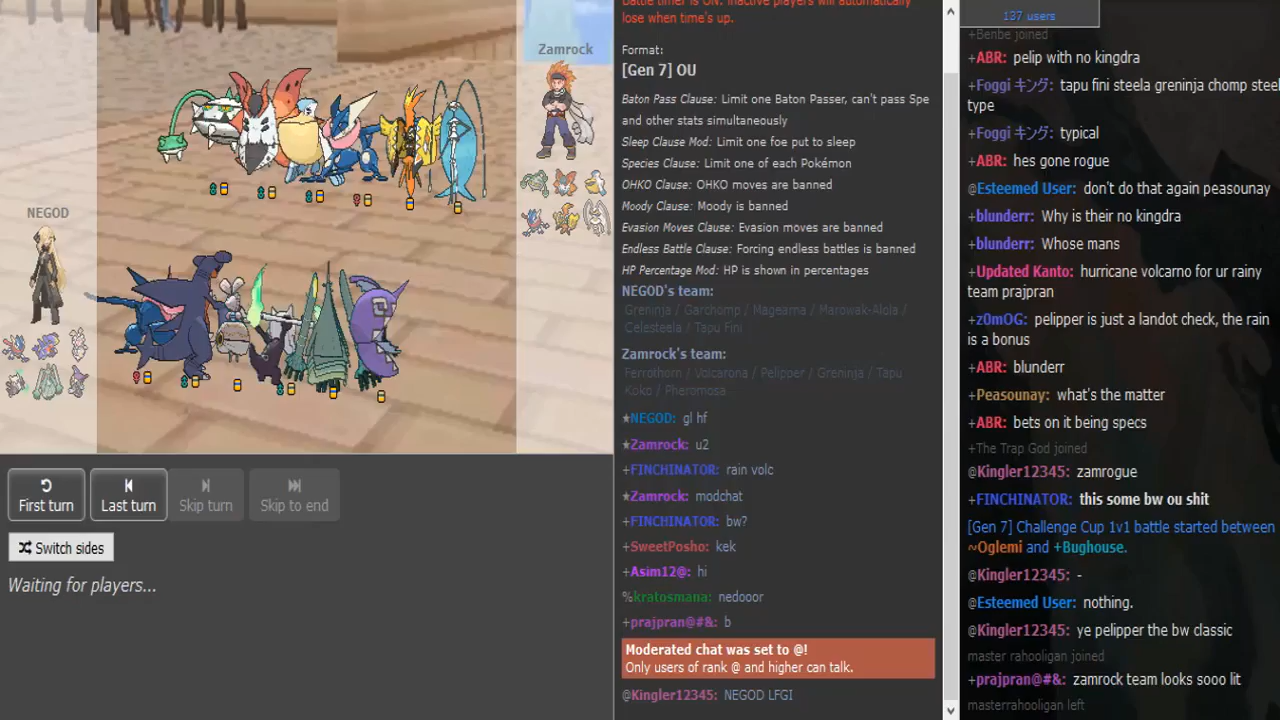 Zamrock
NEGOD
First turn
Last turn
Skip turn
Skip to end
Switch sides
Waiting for players...
Battle timer is ON: inactive players will automatically
lose when time's up.
Format:
[Gen 7] OU
Baton Pass Clause: Limit one Baton Passer, can't pass Spe
and other stats simultaneously
Sleep Clause Mod: Limit one foe put to sleep
Species Clause: Limit one of each Pokémon
OHKO Clause: OHKO moves are banned
Moody Clause: Moody is banned
Evasion Moves Clause: Evasion moves are banned
Endless Battle Clause: Forcing endless battles is banned
HP Percentage Mod: HP is shown in percentages
NEGOD's team:
Greninja / Garchomp / Magearna / Marowak-Alola /
Celesteela / Tapu Fini
Zamrock's team:
Ferrothorn / Volcarona / Pelipper / Greninja / Tapu
Koko / Pheromosa
★NEGOD: gl hf
★Zamrock: u2
+FINCHINATOR: rain volc
★Zamrock: modchat
+FINCHINATOR: bw?
+SweetPosho: kek
+Asim12@: hi
%kratosmana: nedooor
+prajpran@#&: b
Moderated chat was set to @!
Only users of rank @ and higher can talk.
@Kingler12345: NEGOD LFGI
137 users
+Benbe joined
+ABR: pelip with no kingdra
+Foggi キング: tapu fini steela greninja chomp steel
type
+Foggi キング: typical
+ABR: hes gone rogue
@Esteemed User: don't do that again peasounay
+blunderr: Why is their no kingdra
+blunderr: Whose mans
+Updated Kanto: hurricane volcarno for ur rainy
team prajpran
+z0mOG: pelipper is just a landot check, the rain
is a bonus
+ABR: blunderr
+Peasounay: what's the matter
+ABR: bets on it being specs
+The Trap God joined
@Kingler12345: zamrogue
+FINCHINATOR: this some bw ou shit
[Gen 7] Challenge Cup 1v1 battle started between
~Oglemi and +Bughouse.
@Kingler12345: -
@Esteemed User: nothing.
@Kingler12345: ye pelipper the bw classic
master rahooligan joined
+prajpran@#&: zamrock team looks sooo lit
masterrahooligan left